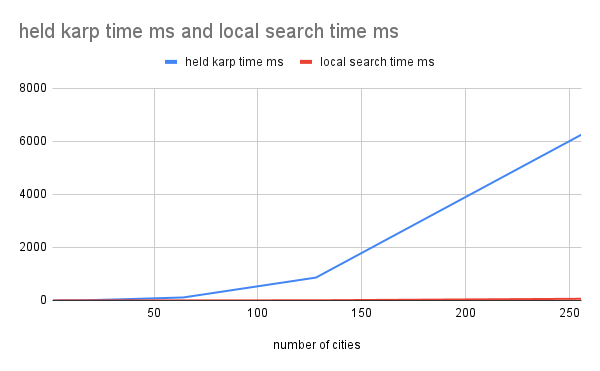 held karp time ms and local search time ms
held karp time ms
local search time ms
8000
6000
4000
2000
0
50
100
150
200
250
number of cities